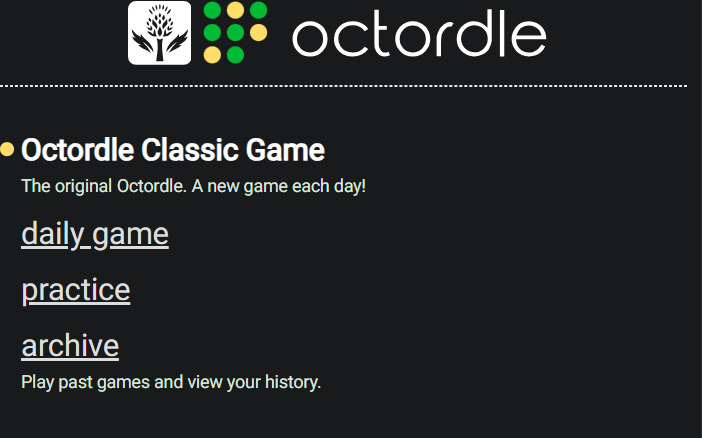 octordle
Octordle Classic Game
The original Octordle. A new game each day!
daily game
practice
archive
Play past games and view your history.